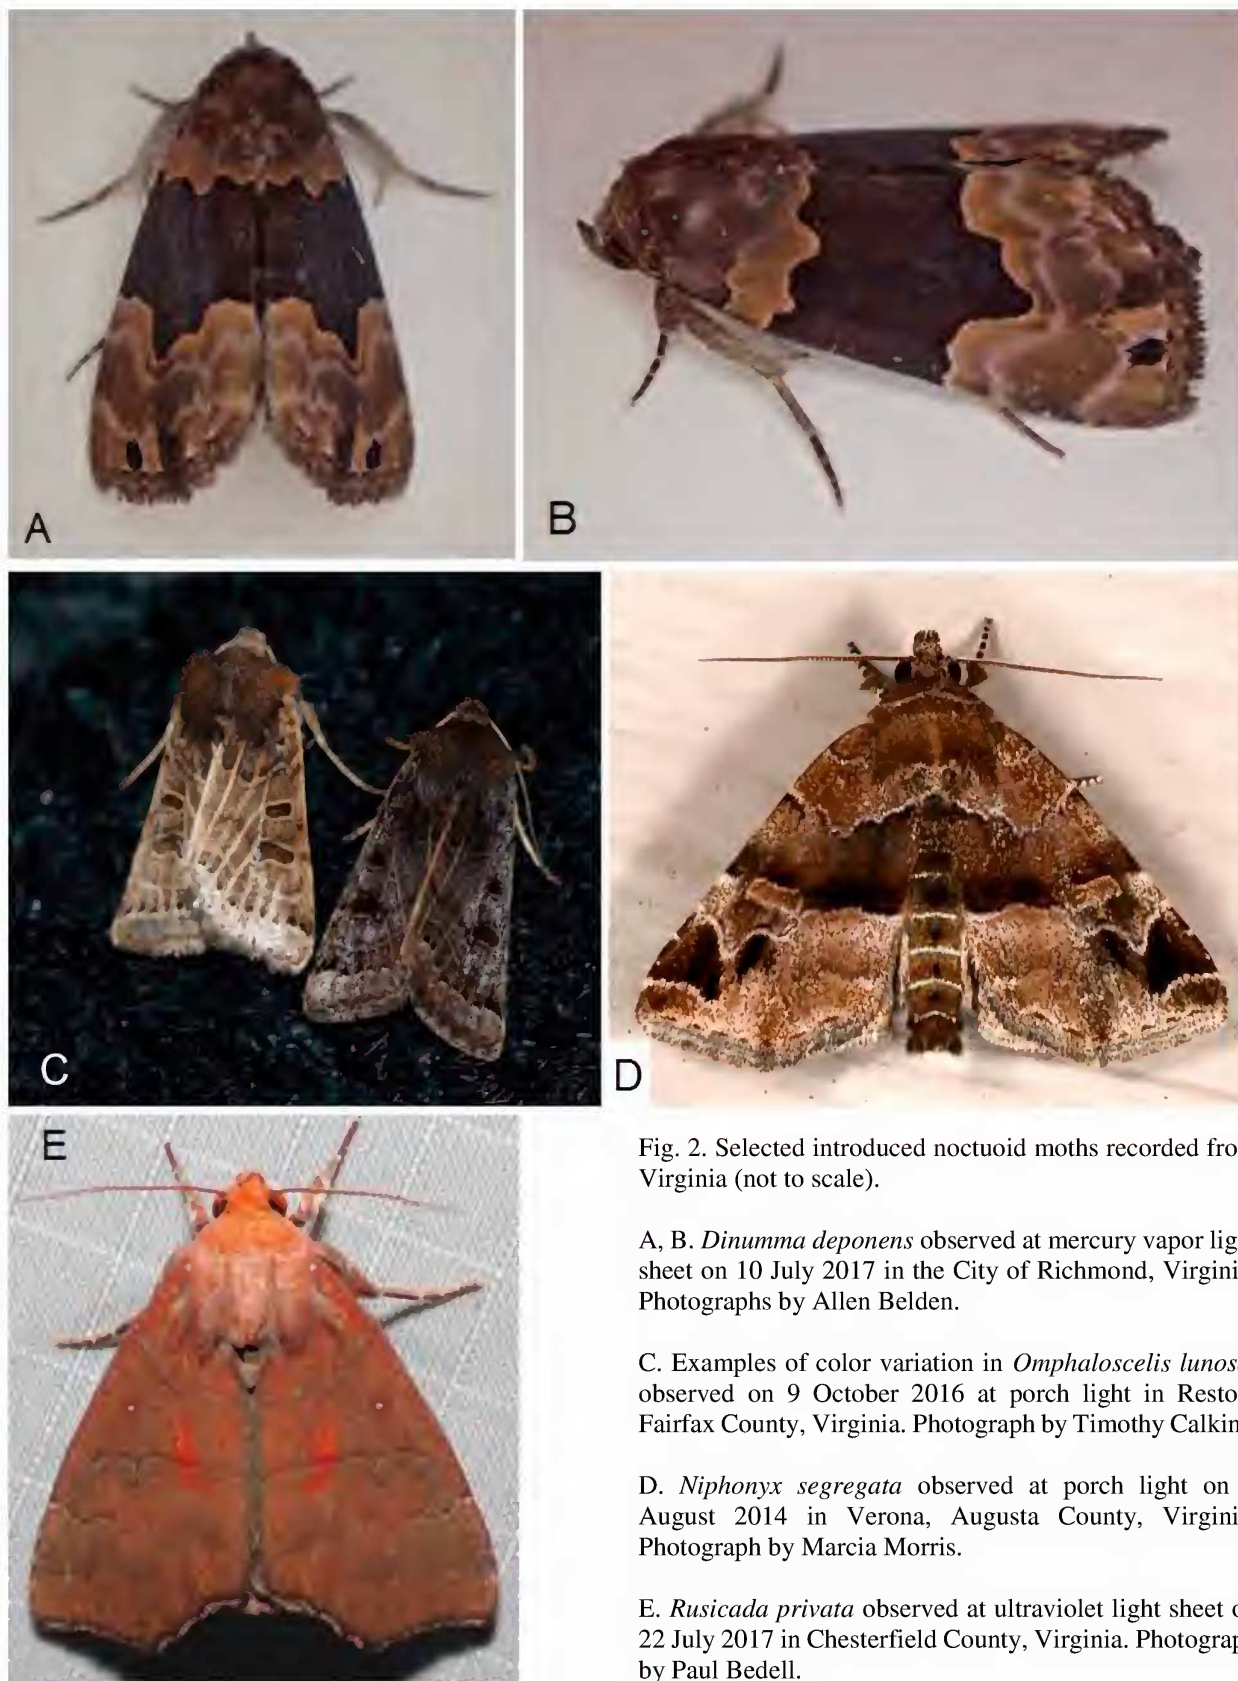 A
B
C
D
E
Fig. 2. Selected introduced noctuoid moths recorded fro
Virginia (not to scale).
A, B. Dinumma deponens observed at mercury vapor lig
sheet on 10 July 2017 in the City of Richmond, Virgini
Photographs by Allen Belden.
C. Examples of color variation in Omphaloscelis lunos
observed on 9 October 2016 at porch light in Resto
Fairfax County, Virginia. Photograph by Timothy Calkin
D. Niphonyx segregata observed at porch light on
August 2014 in Verona, Augusta County, Virgini
Photograph by Marcia Morris.
E. Rusicada privata observed at ultraviolet light sheet o
22 July 2017 in Chesterfield County, Virginia. Photograp
by Paul Bedell.